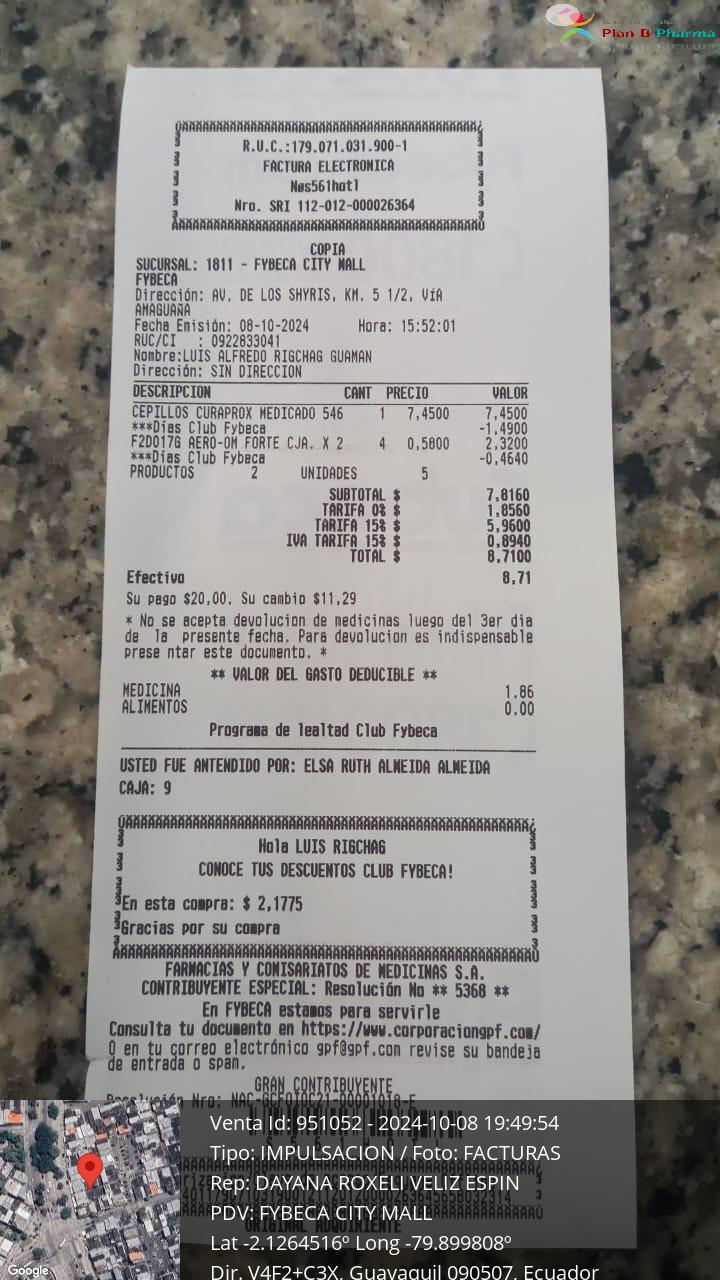 Plan B Pharma
R.U.C.:179.071.031.900-1
FACTURA ELECTRONICA
Nro. SRI 112-012-000026364
COPIA
SUCURSAL: 1811 - FYBECA CITY MALL
FYBECA
Dirección: AV. DE LOS SHYRIS, KM. 5 1/2, VíA
AMAGUAñA
Fecha Emisión: 08-10-2024 Hora: 15:52:01
RUC/CI : 0922833041
Nombre:LUIS ALFREDO RIGCHAG GUAMAN
Dirección: SIN DIRECCION
DESCRIPCION CANT PRECIO VALOR
CEPILLOS CURAPROX MEDICADO 546 1 7,4500 7,4500
***Días Club Fybeca -1,4900
F2D017G AERO-OM FORTE CJA. X 2 4 0,5800 2,3200
***Días Club Fybeca -0,4640
PRODUCTOS 2 UNIDADES 5
SUBTOTAL $ 7,8160
TARIFA 0% $ 1,8560
TARIFA 15% $ 5,9600
IVA TARIFA 15% $ 0,8940
TOTAL $ 8,7100
Efectivo 8,71
Su pago $20,00. Su cambio $11,29
* No se acepta devolucion de medicinas luego del 3er dia
de la presente fecha. Para devolucion es indispensable
prese ntar este documento. *
** VALOR DEL GASTO DEDUCIBLE **
MEDICINA 1.86
ALIMENTOS 0.00
Programa de lealtad Club Fybeca
USTED FUE ANTENDIDO POR: ELSA RUTH ALMEIDA ALMEIDA
CAJA: 9
Hola LUIS RIGCHAG
CONOCE TUS DESCUENTOS CLUB FYBECA!
En esta compra: $ 2,1775
Gracias por su compra
FARMACIAS Y COMISARIATOS DE MEDICINAS S.A.
CONTRIBUYENTE ESPECIAL: Resolución No ** 5368 **
En FYBECA estamos para servirle
Consulta tu documento en https://www.corporaciongpf.com/
O en tu correo electrónico gpf@gpf.com revise su bandeja
de entrada o spam.
GRAN CONTRIBUYENTE
Resolución Nro: NAC-GCFOIOC21-00001018-E
Venta Id: 951052 - 2024-10-08 19:49:54
Tipo: IMPULSACION / Foto: FACTURAS
Rep: DAYANA ROXELI VELIZ ESPIN
PDV: FYBECA CITY MALL
Lat -2.1264516º Long -79.899808º
Dir. V4F2+C3X, Guayaquil 090507, Ecuador
ORIGINAL ADQUIRIENTE
Google